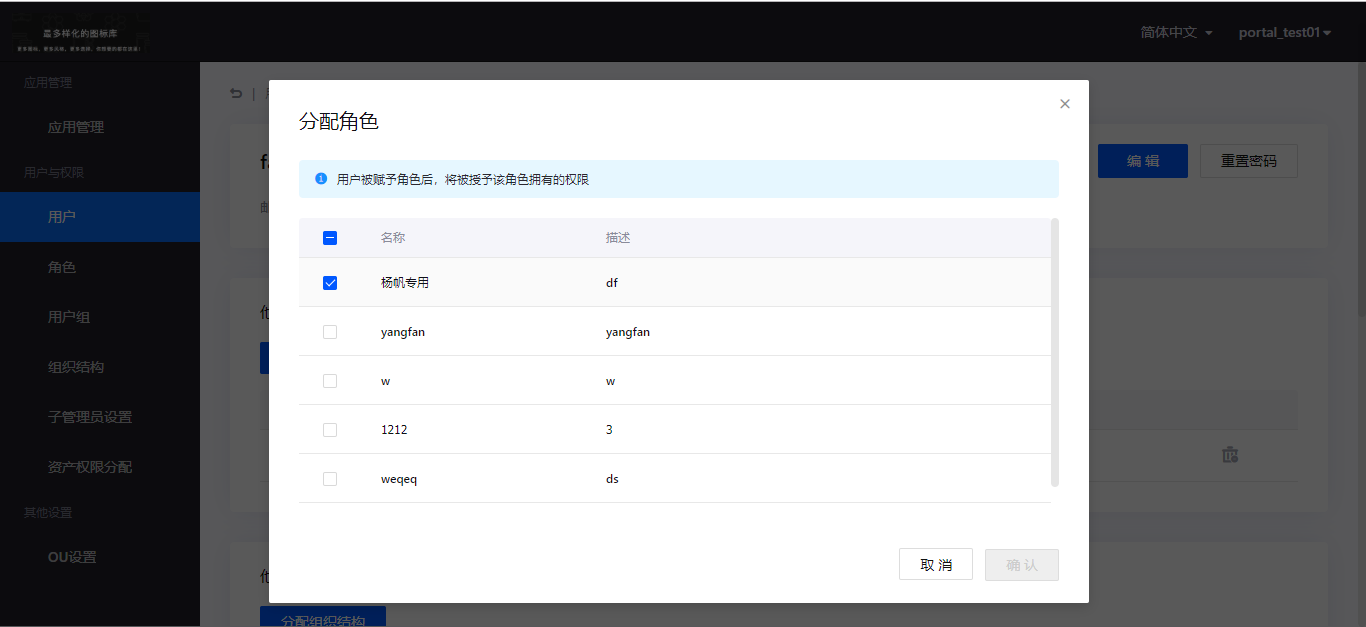 最多样化的图标库
简体中文
portal_test01
应用管理
应用管理
用户与权限
用户
角色
用户组
组织结构
子管理员设置
资产权限分配
其他设置
OU设置
编 辑
重置密码
分配角色
用户被赋予角色后，将被授予该角色拥有的权限
名称 描述
杨帆专用 df
yangfan yangfan
w w
1212 3
weqeq ds
取 消
确 认
分配组织结构